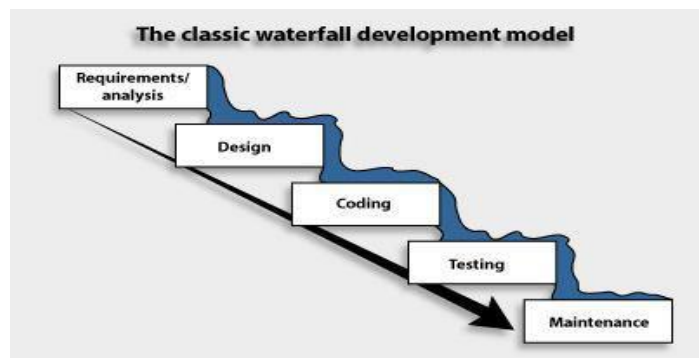 The classic waterfall development model
Requirements/
analysis
Design
Coding
Testing
Maintenance